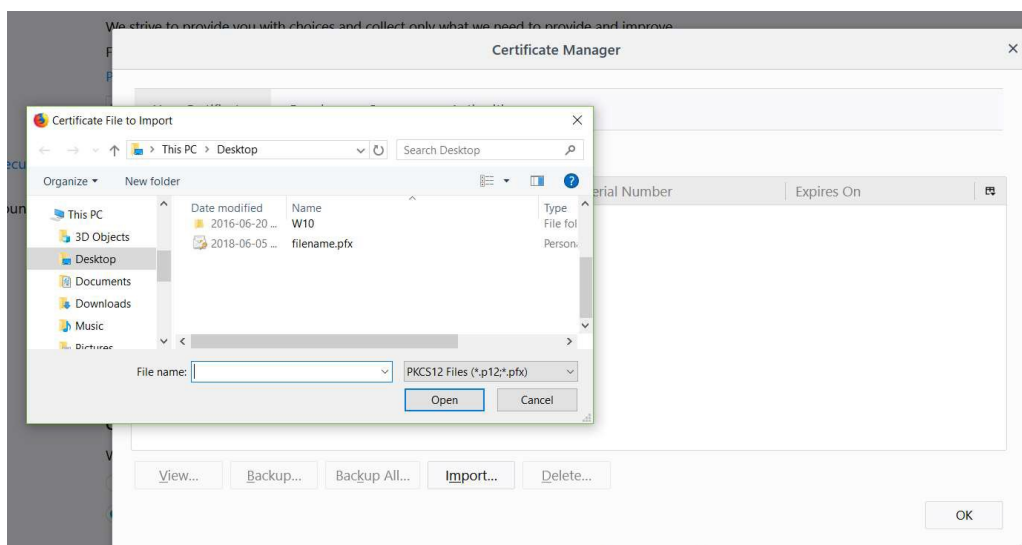 We strive to provide you with choices and collect only what we need to provide and improve
Certificate Manager
Certificate File to Import
This PC > Desktop
Search Desktop
Organize
New folder
erial Number
Expires On
This PC
3D Objects
Desktop
Documents
Downloads
Music
Pictures
Date modified Name Type
2016-06-20 ... W10 File fol
2018-06-05 ... filename.pfx Persona
File name:
PKCS12 Files (*.p12;*.pfx)
Open
Cancel
View...
Backup...
Backup All...
Import...
Delete...
OK